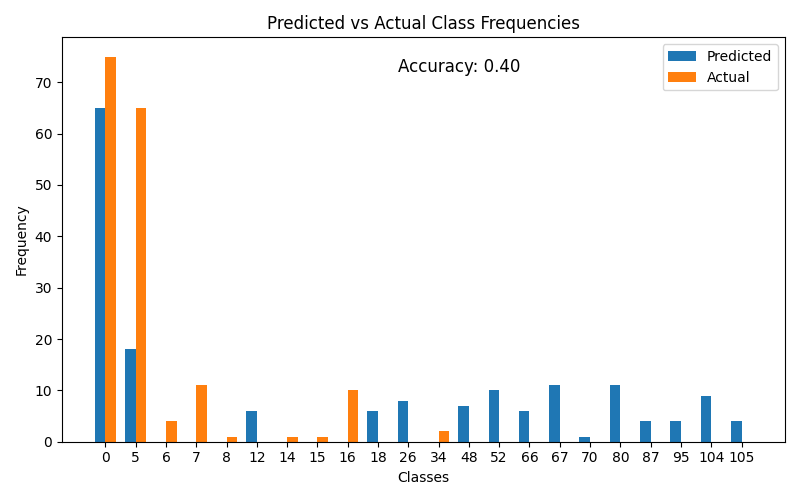 Predicted vs Actual Class Frequencies
Accuracy: 0.40
Predicted
Actual
Frequency
70
60
50
40
30
20
10
0
0 5 6 7 8 12 14 15 16 18 26 34 48 52 66 67 70 80 87 95 104 105
Classes